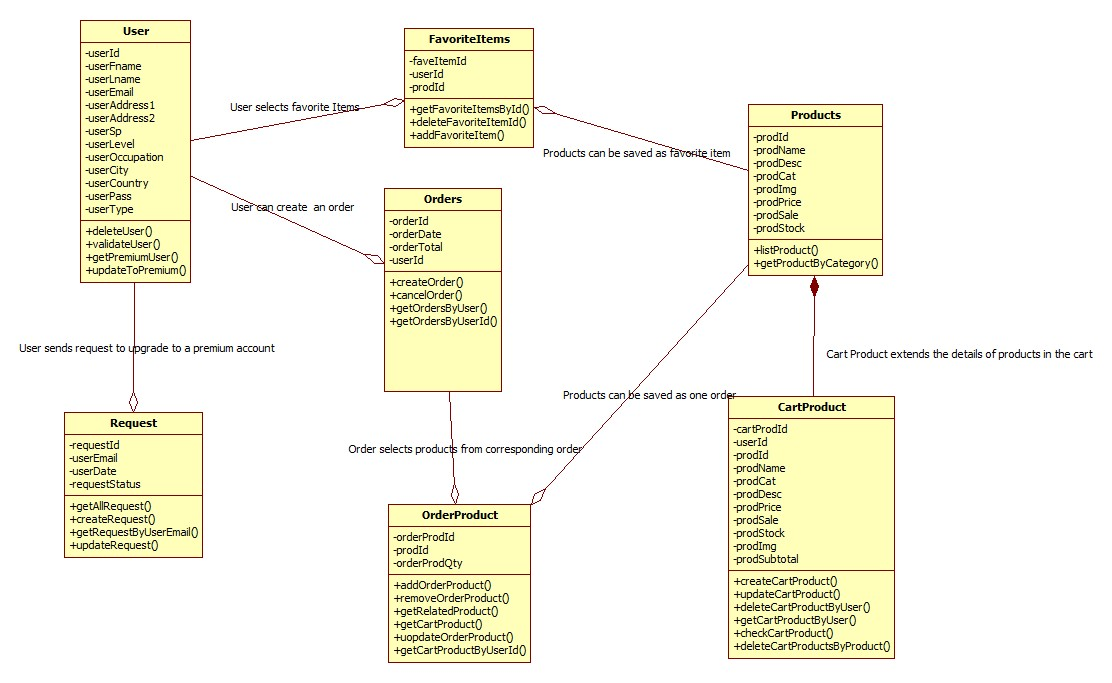 User
-userId
-userFname
-userLname
-userEmail
-userAddress1
-userAddress2
-userSp
-userLevel
-userOccupation
-userCity
-userCountry
-userPass
-userType
+deleteUser()
+validateUser()
+getPremiumUser()
+updateToPremium()
User selects favorite Items
FavoriteItems
-faveItemId
-userId
-prodId
+getFavoriteItemsById()
+deleteFavoriteItemId()
+addFavoriteItem()
Products can be saved as favorite item
Products
-prodId
-prodName
-prodDesc
-prodCat
-prodImg
-prodPrice
-prodSale
-prodStock
+listProduct()
+getProductByCategory()
User can create an order
Orders
-orderId
-orderDate
-orderTotal
-userId
+createOrder()
+cancelOrder()
+getOrdersByUser()
+getOrdersByUserId()
User sends request to upgrade to a premium account
Cart Product extends the details of products in the cart
Products can be saved as one order
Request
-requestId
-userEmail
-userDate
-requestStatus
+getAllRequest()
+createRequest()
+getRequestByUserEmail()
+updateRequest()
Order selects products from corresponding order
OrderProduct
-orderProdId
-prodId
-orderProdQty
+addOrderProduct()
+removeOrderProduct()
+getRelatedProduct()
+getCartProduct()
+uopdateOrderProduct()
+getCartProductByUserId()
CartProduct
-cartProdId
-userId
-prodId
-prodName
-prodCat
-prodDesc
-prodPrice
-prodSale
-prodStock
-prodImg
-prodSubtotal
+createCartProduct()
+updateCartProduct()
+deleteCartProductByUser()
+getCartProductByUser()
+checkCartProduct()
+deleteCartProductsByProduct()